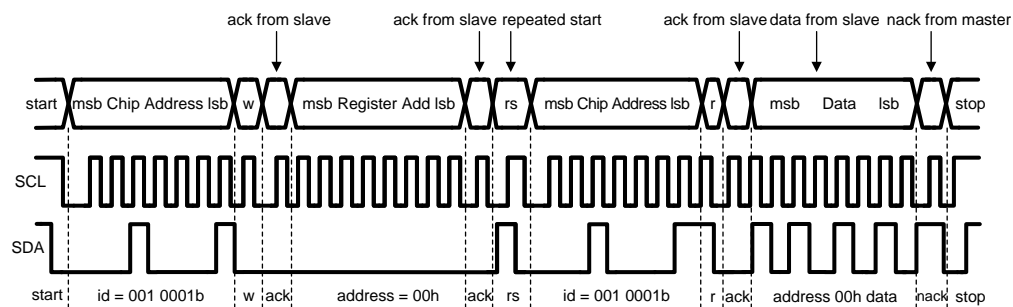 ack from slave ack from slave repeated start ack from slave data from slave nack from master
start msb Chip Address lsb w msb Register Add lsb rs msb Chip Address lsb r msb Data lsb stop
SCL
SDA
start id = 001 0001b w ack address = 00h ack rs id = 001 0001b r ack address 00h data nack stop